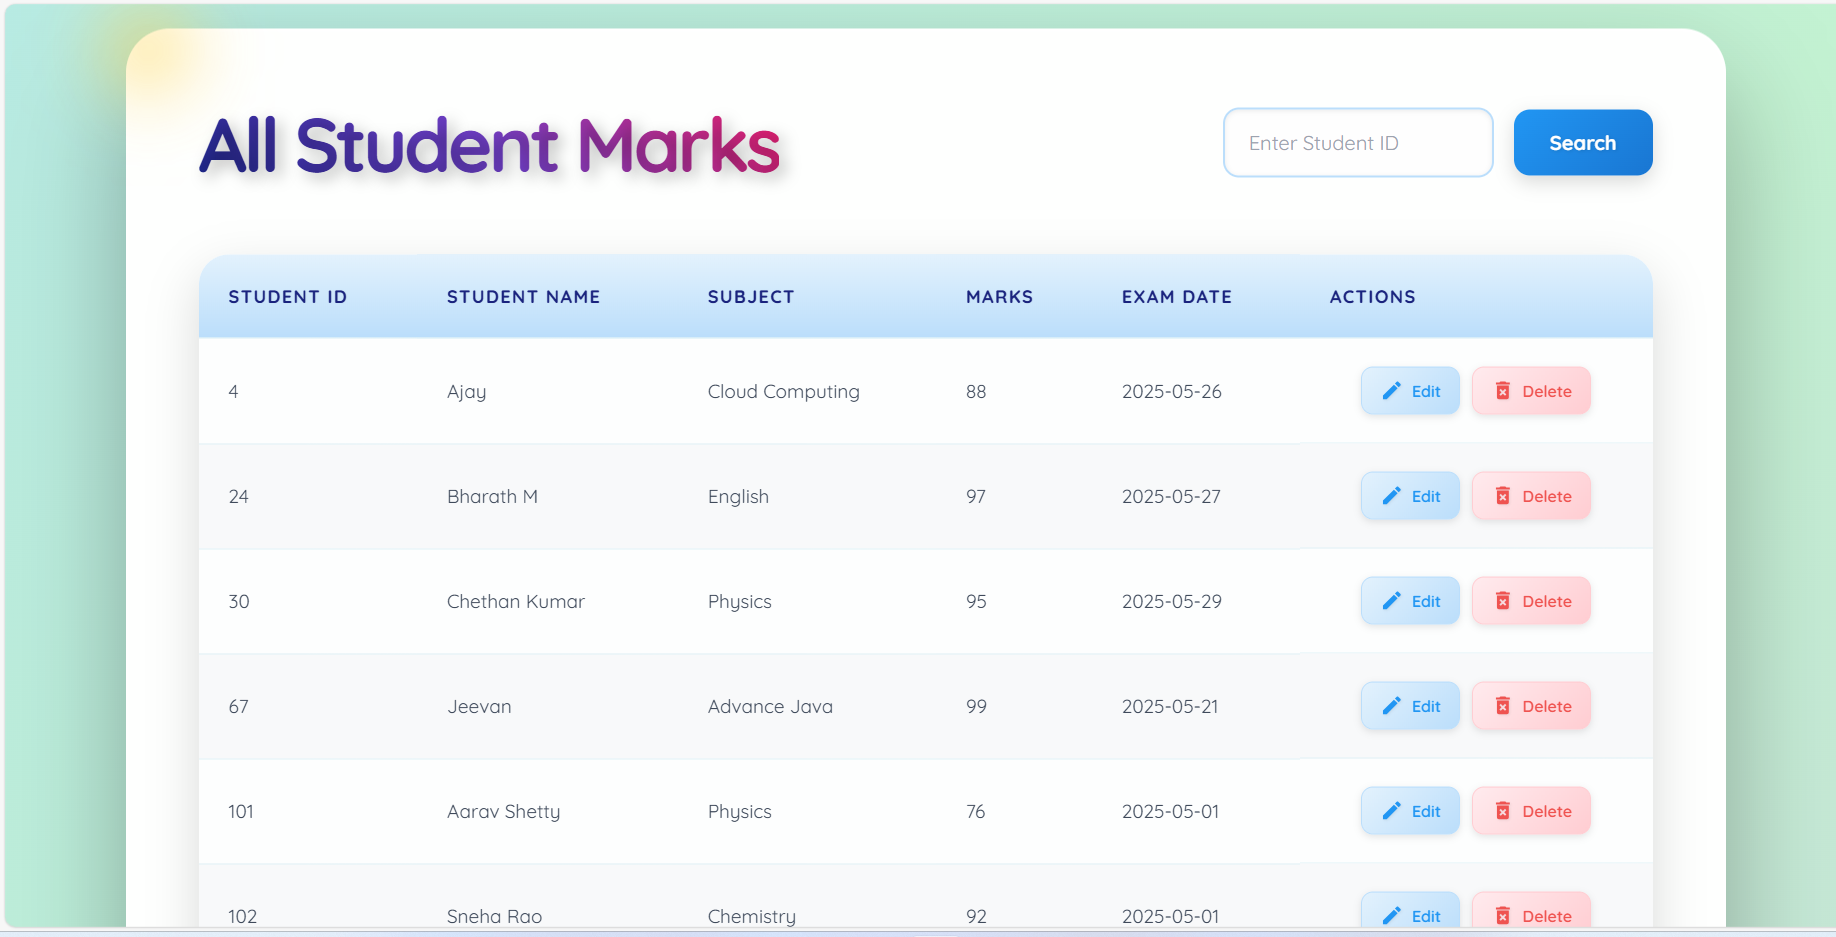 All Student Marks
Enter Student ID Search
STUDENT ID STUDENT NAME SUBJECT MARKS EXAM DATE ACTIONS
4 Ajay Cloud Computing 88 2025-05-26 Edit Delete
24 Bharath M English 97 2025-05-27 Edit Delete
30 Chethan Kumar Physics 95 2025-05-29 Edit Delete
67 Jeevan Advance Java 99 2025-05-21 Edit Delete
101 Aarav Shetty Physics 76 2025-05-01 Edit Delete
102 Sneha Rao Chemistry 92 2025-05-01 Edit Delete